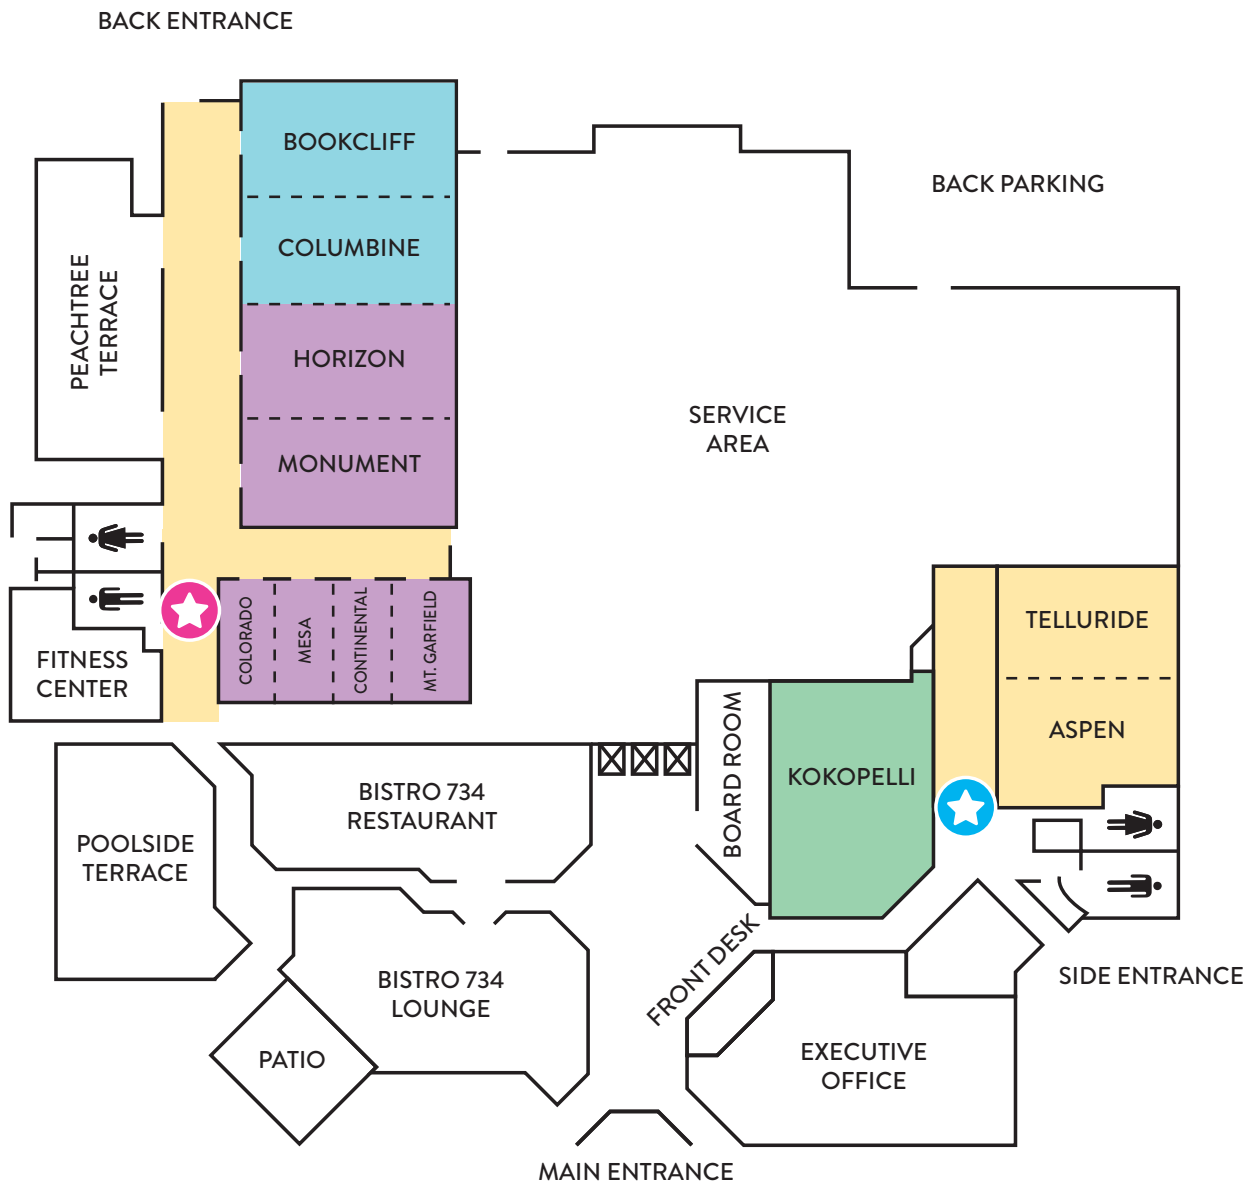 BACK ENTRANCE
BOOKCLIFF
BACK PARKING
COLUMBINE
PEACHTREE
TERRACE
HORIZON
SERVICE
AREA
MONUMENT
COLORADO
MESA
CONTINENTAL
MT. GARFIELD
TELLURIDE
FITNESS
CENTER
ASPEN
BOARD ROOM
KOKOPELLI
BISTRO 734
RESTAURANT
POOLSIDE
TERRACE
FRONT DESK
SIDE ENTRANCE
BISTRO 734
LOUNGE
PATIO
EXECUTIVE
OFFICE
MAIN ENTRANCE